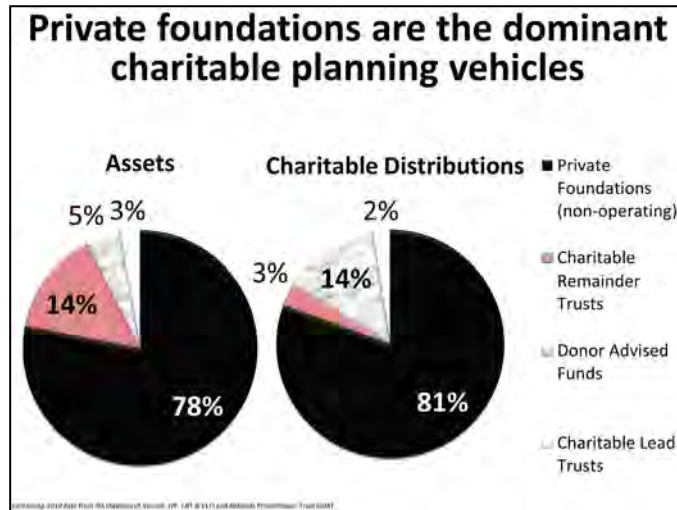 Private foundations are the dominant
charitable planning vehicles
Assets
5%
3%
14%
78%
Charitable Distributions
2%
3%
14%
81%
Private
Foundations
(non-operating)
Charitable
Remainder
Trusts
Donor Advised
Funds
Charitable Lead
Trusts